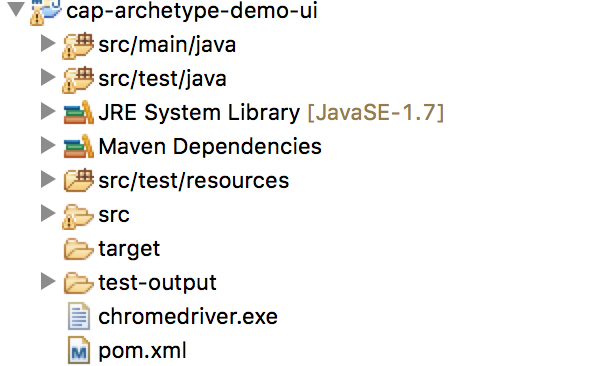 cap-archetype-demo-ui
src/main/java
src/test/java
JRE System Library [JavaSE-1.7]
Maven Dependencies
src/test/resources
src
target
test-output
chromedriver.exe
pom.xml